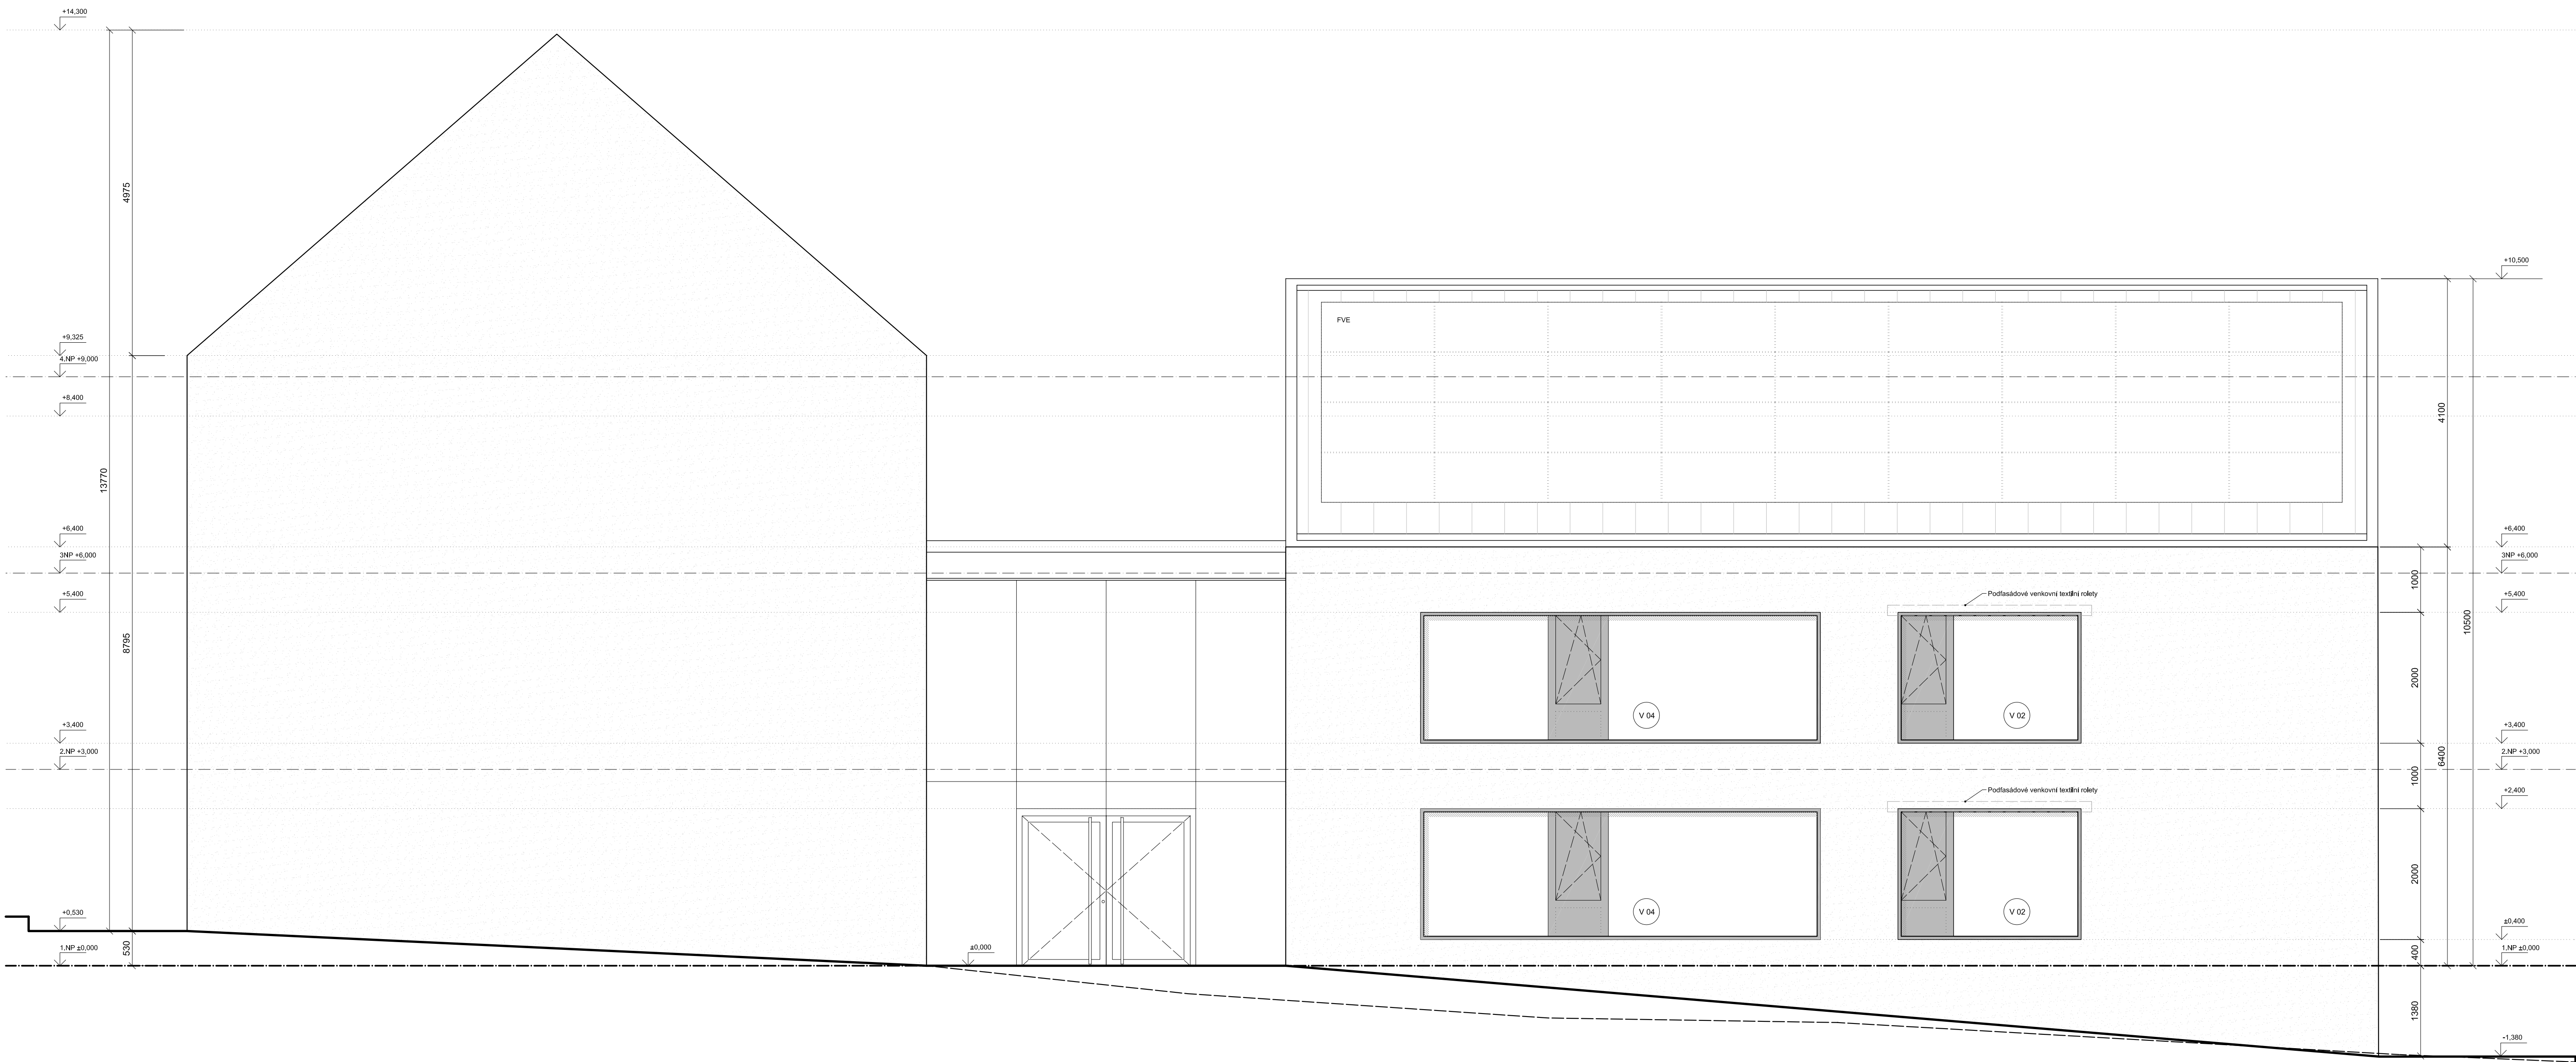 +14,300
4975
+10,500
FVE
+9,325
4.NP +9,000
+8,400
4100
13770
+6,400
3NP +6,000
+5,400
+6,400
3NP +6,000
+5,400
1000
Podfasádové venkovní textilní rolety
10500
8795
2000
V 04
V 02
+3,400
2.NP +3,000
+3,400
2.NP +3,000
1000
6400
+2,400
Podfasádové venkovní textilní rolety
2000
V 04
V 02
+0,530
1.NP ±0,000
530
±0,000
±0,400
1.NP ±0,000
400
1380
-1,380